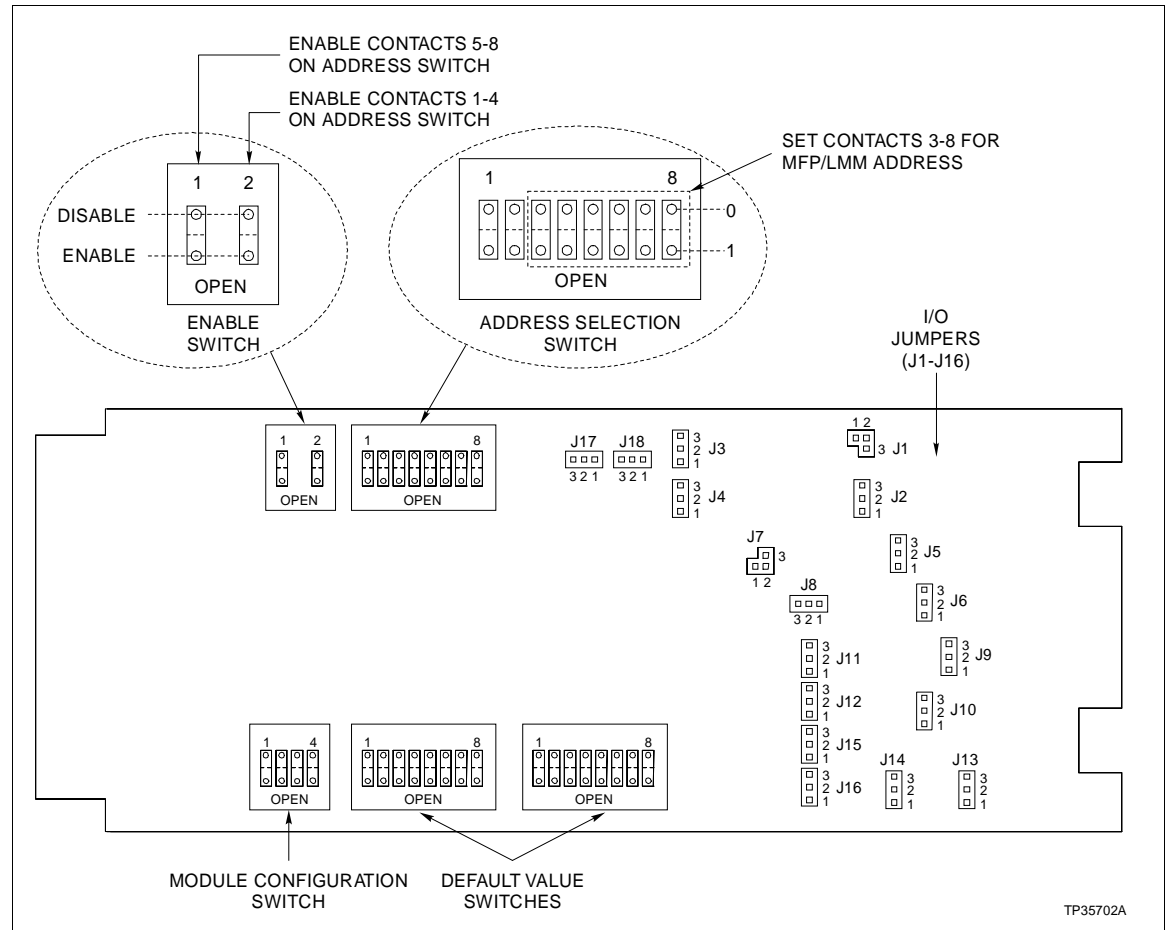 ENABLE CONTACTS 5-8
ON ADDRESS SWITCH
ENABLE CONTACTS 1-4
ON ADDRESS SWITCH
SET CONTACTS 3-8 FOR
MFP/LMM ADDRESS
1 2
DISABLE
ENABLE
OPEN
ENABLE
SWITCH
1 8
0
1
OPEN
ADDRESS SELECTION
SWITCH
I/O
JUMPERS
(J1-J16)
1 2
OPEN
1 8
OPEN
J17
3 2 1
J18
3 2 1
3
2
1
J3
3
2
1
J4
1 2
3
J1
3
2
1
J2
3
2
1
J5
3
2
1
J6
J7
3
1 2
J8
3 2 1
3
2
1
J9
3
2
1
J10
3
2
1
J11
3
2
1
J12
3
2
1
J15
3
2
1
J16
J14
3
2
1
J13
3
2
1
1 4
OPEN
1 8
OPEN
1 8
OPEN
MODULE CONFIGURATION
SWITCH
DEFAULT VALUE
SWITCHES
TP35702A